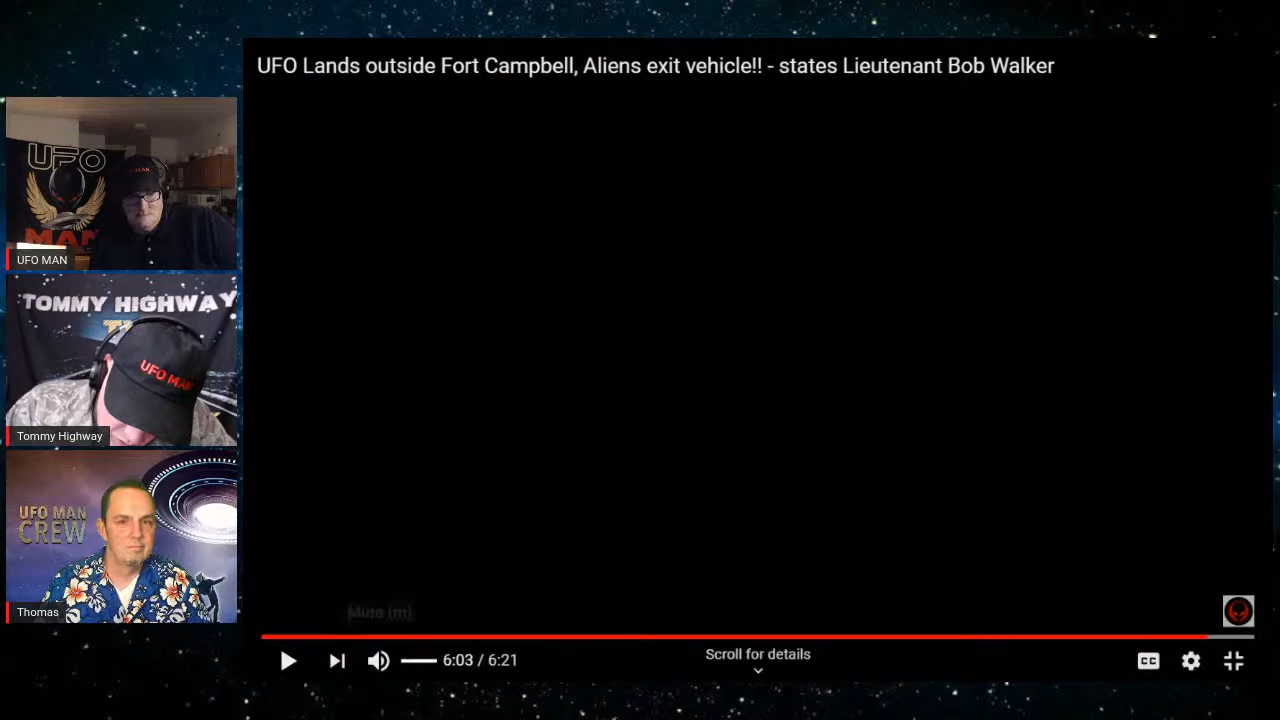 UFO Lands outside Fort Campbell, Aliens exit vehicle!! - states Lieutenant Bob Walker
UFO
MAN
UFO MAN
TOMMY HIGHWAY
UFO MAN
Tommy Highway
UFO MAN
CREW
Thomas
Mute (m)
6:03 / 6:21
Scroll for details
CC